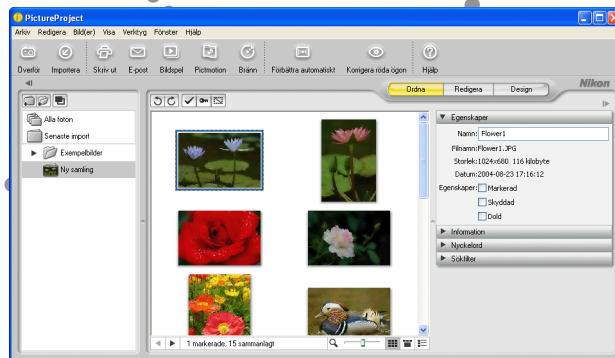 PictureProject
Arkiv Redigera Bild(er) Visa Verktyg Fönster Hjälp
Överför Importera Skriv ut E-post Bildspel Pictmotion Bränn Förbättra automatiskt Korrigera röda ögon Hjälp
Ordna Redigera Design
Nikon
Alla foton
Senaste import
Exempelbilder
Ny samling
Egenskaper
Namn: Flower1
Filnamn:Flower1.JPG
Storlek:1024x680 116 kilobyte
Datum:2004-08-23 17:16:12
Egenskaper: Markerad
Skyddad
Dold
Information
Nyckelord
Sökfilter
1 markerade, 15 sammanlagt